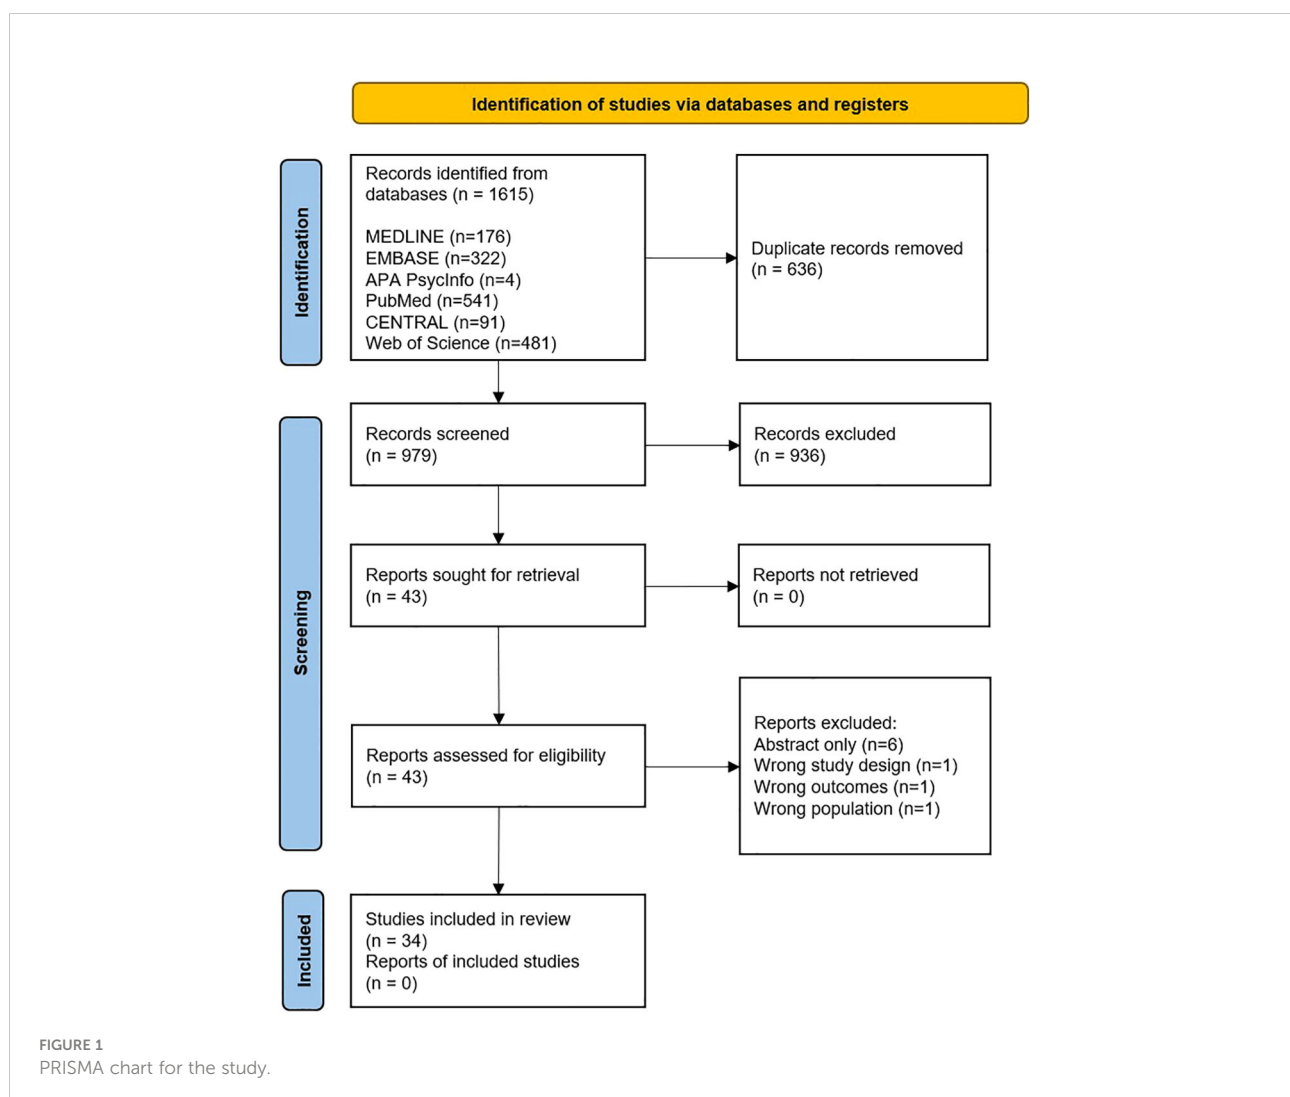 Identification of studies via databases and registers
Identification
Records identified from
databases (n = 1615)
MEDLINE (n=176)
EMBASE (n=322)
APA PsycInfo (n=4)
PubMed (n=541)
CENTRAL (n=91)
Web of Science (n=481)
Duplicate records removed
(n = 636)
Screening
Records screened
(n = 979)
Records excluded
(n = 936)
Reports sought for retrieval
(n = 43)
Reports not retrieved
(n = 0)
Reports assessed for eligibility
(n = 43)
Reports excluded:
Abstract only (n=6)
Wrong study design (n=1)
Wrong outcomes (n=1)
Wrong population (n=1)
Included
Studies included in review
(n = 34)
Reports of included studies
(n = 0)
FIGURE 1
PRISMA chart for the study.